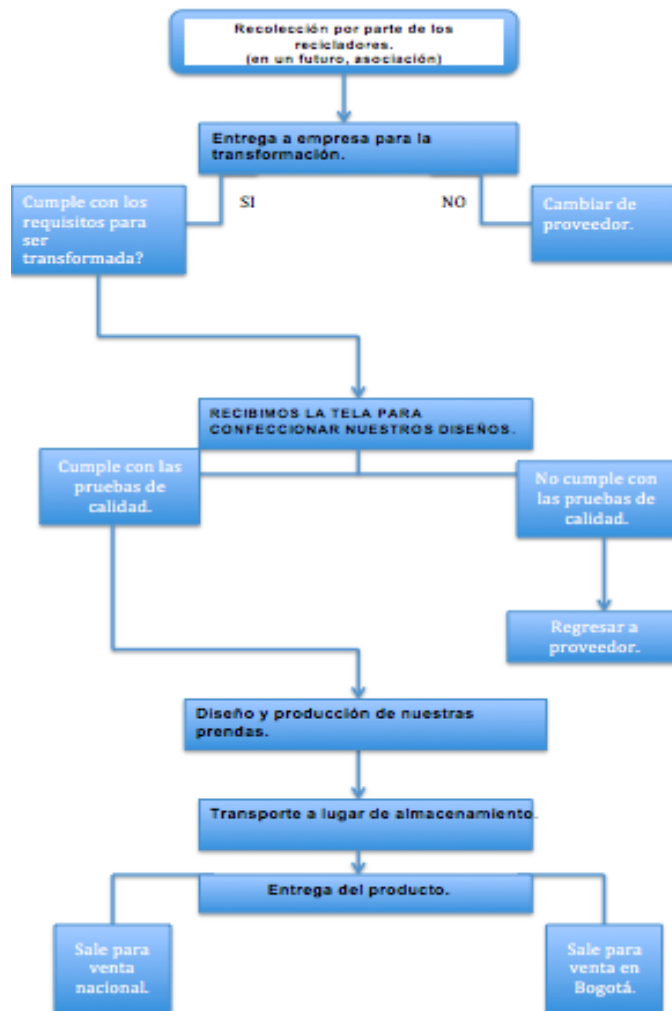 Recolección por parte de los
recicladores.
(en un futuro, asociación)
Entrega a empresa para la
transformación.
Cumple con los
requisitos para
ser
transformada?
SI
NO
Cambiar de
proveedor.
RECIBIMOS LA TELA PARA
CONFECCIONAR NUESTROS DISEÑOS.
Cumple con las
pruebas de
calidad.
No cumple con
las pruebas de
calidad.
Regresar a
proveedor.
Diseño y producción de nuestras
prendas.
Transporte a lugar de almacenamiento.
Entrega del producto.
Sale para
venta
nacional.
Sale para
venta en
Bogotá.